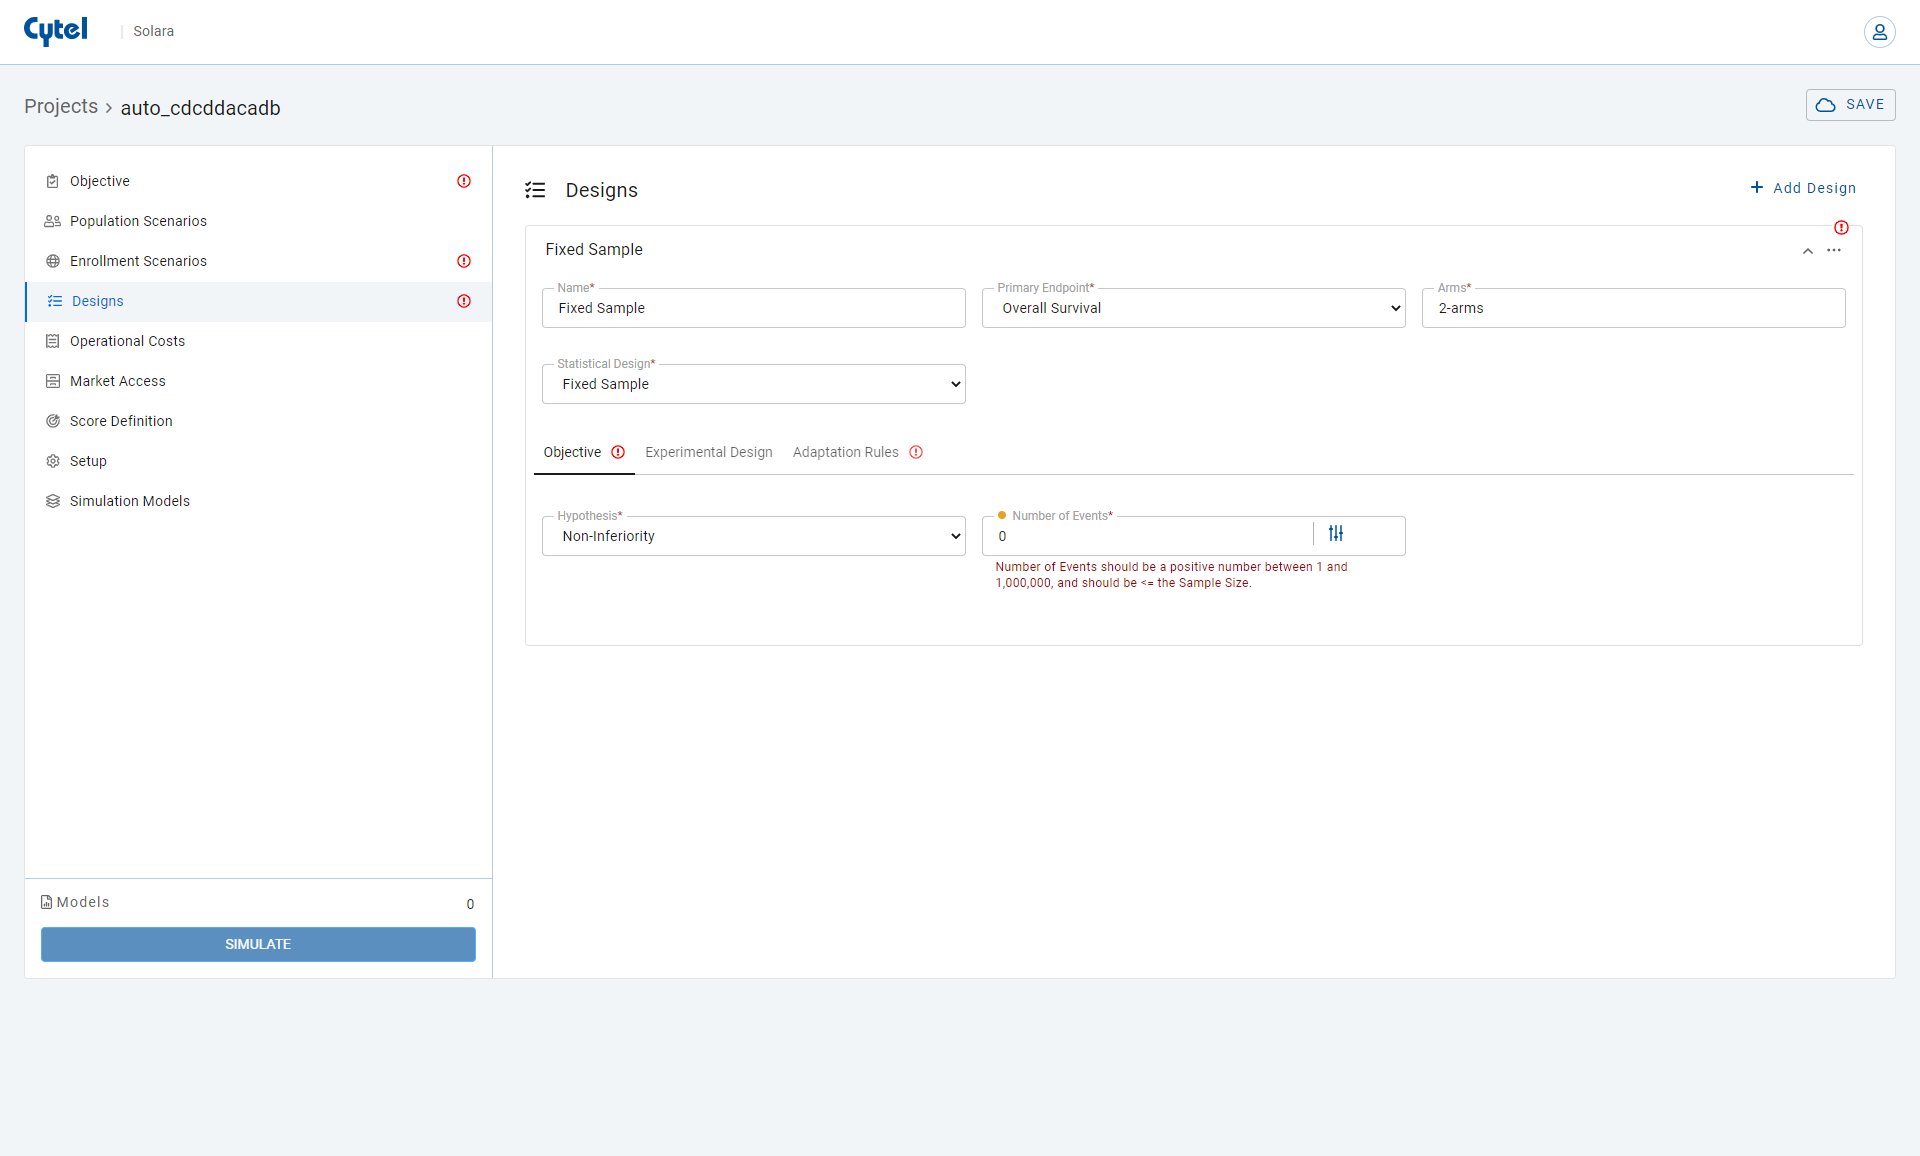 Cytel
Solara
Projects > auto_cdcddacadb
SAVE
Objective
Population Scenarios
Enrollment Scenarios
Designs
Operational Costs
Market Access
Score Definition
Setup
Simulation Models
Models 0
SIMULATE
Designs
+ Add Design
Fixed Sample
Name*
Fixed Sample
Primary Endpoint*
Overall Survival
Arms*
2-arms
Statistical Design*
Fixed Sample
Objective Experimental Design Adaptation Rules
Hypothesis*
Non-Inferiority
Number of Events*
0
Number of Events should be a positive number between 1 and
1,000,000, and should be <= the Sample Size.